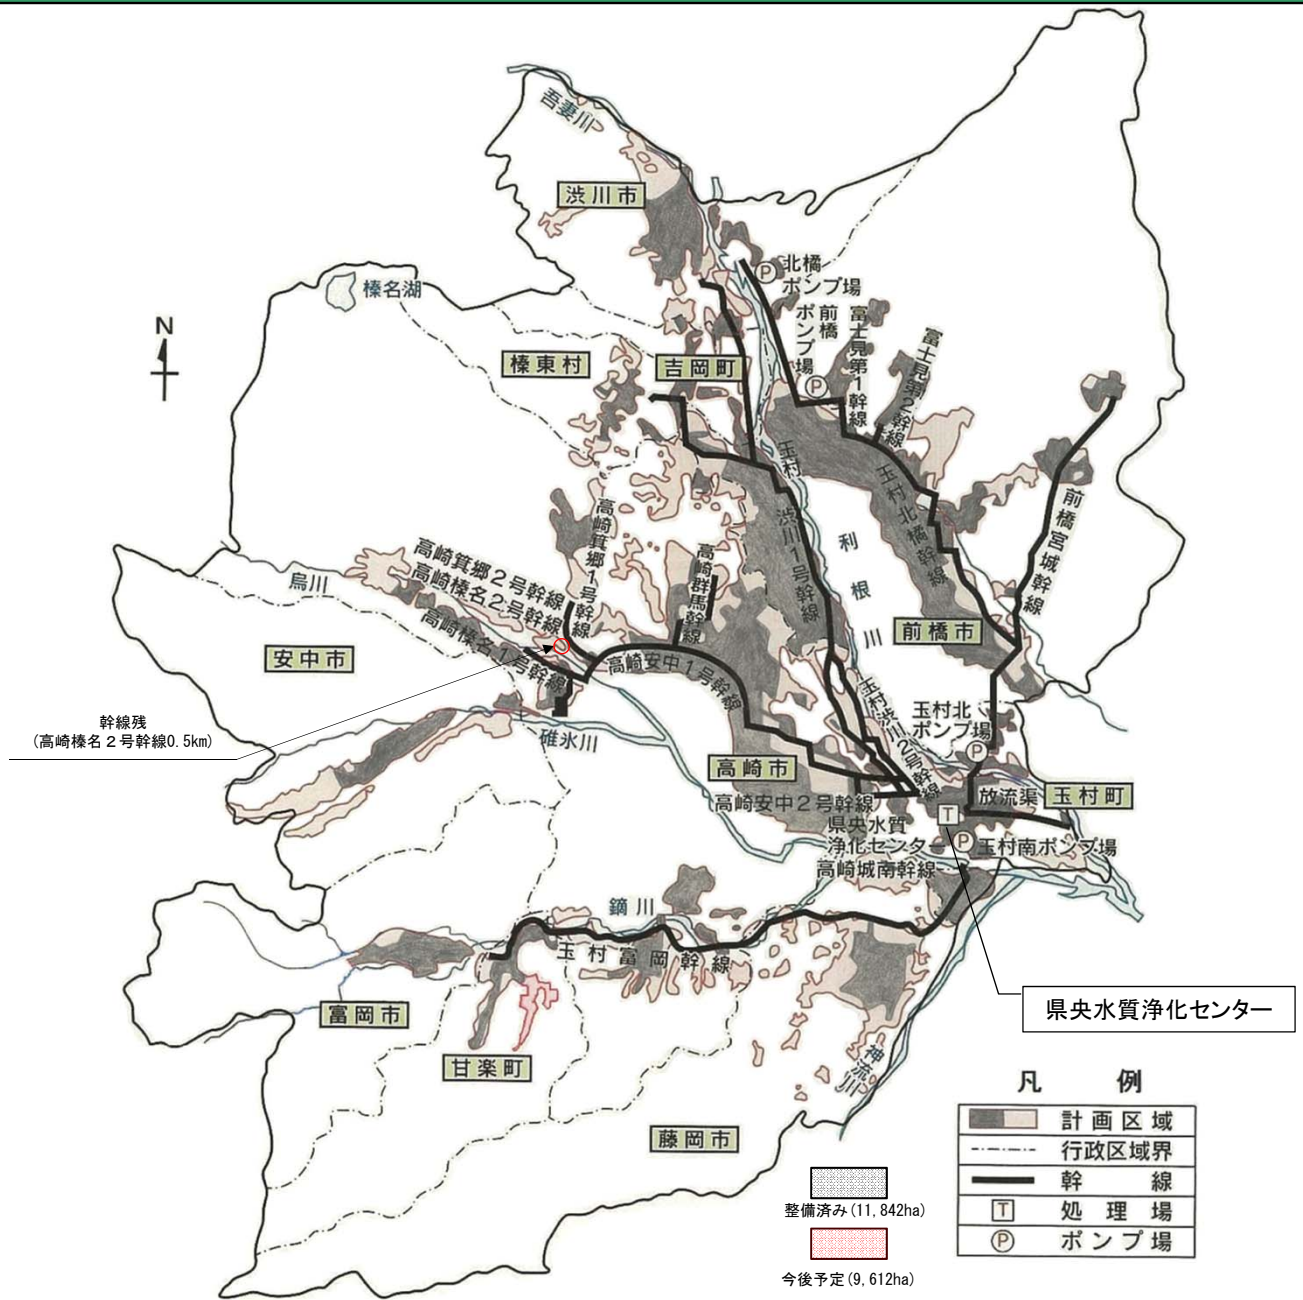 吾妻川
渋川市
北橘
ポンプ場
榛名湖
N
前橋
ポンプ場
富士見第1幹線
富士見第2幹線
榛東村
吉岡町
玉村渋川1号幹線
玉村北橘幹線
前橋宮城幹線
利根川
高崎箕郷1号幹線
高崎箕郷2号幹線
高崎榛名2号幹線
高崎榛名1号幹線
高崎群馬幹線
烏川
前橋市
安中市
高崎安中1号幹線
幹線残
(高崎榛名2号幹線0.5km)
碓氷川
玉村渋川2号幹線
玉村北
ポンプ場
高崎市
放流渠
玉村町
高崎安中2号幹線
県央水質
浄化センター
T
P
玉村南ポンプ場
高崎城南幹線
鏑川
玉村富岡幹線
富岡市
甘楽町
神流川
藤岡市
県央水質浄化センター
凡例
計画区域
行政区域界
幹線
T 処理場
P ポンプ場
整備済み(11,842ha)
今後予定(9,612ha)